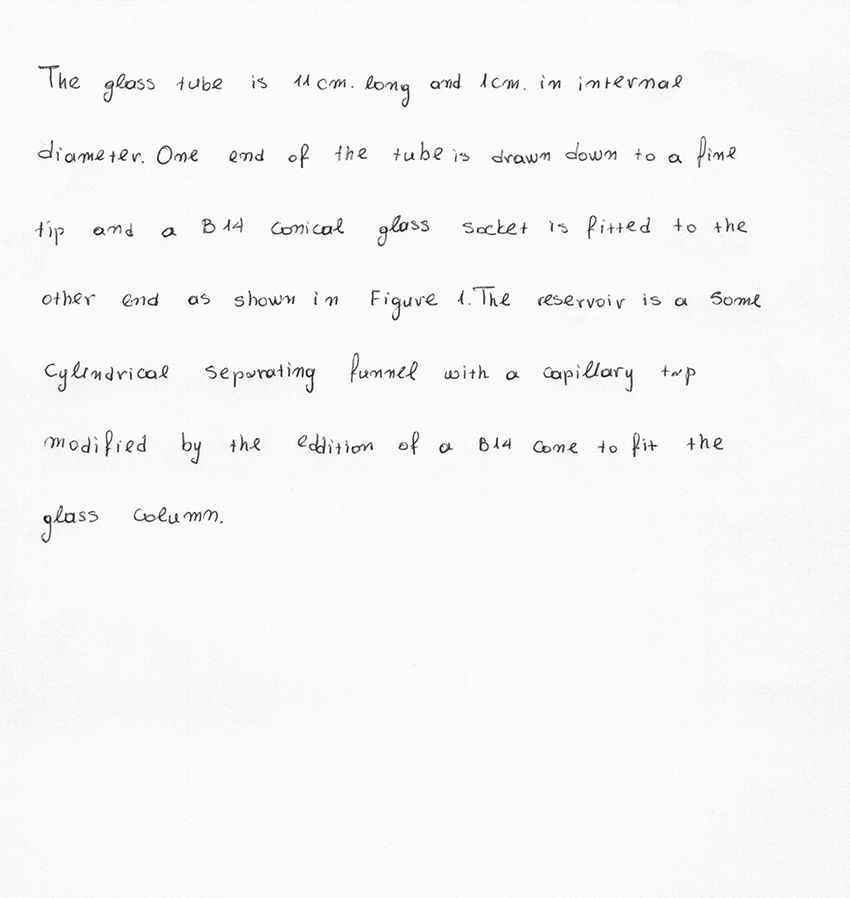 The glass tube is 11cm. long and 1cm. in internal
diameter. One end of the tube is drawn down to a fine
tip and a B14 conical glass socket is fitted to the
other end as shown in Figure 1. The reservoir is a some
cylindrical separating funnel with a capillary tap
modified by the eddition of a B14 cone to fit the
glass column.